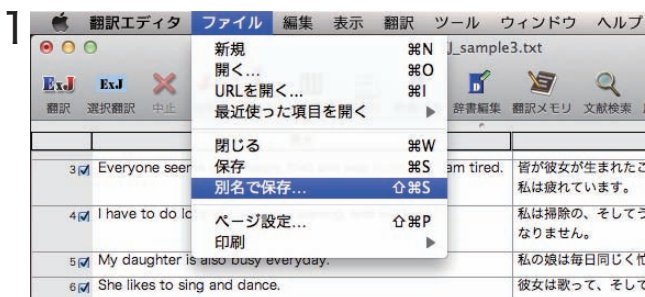 1
翻訳エディタ ファイル 編集 表示 翻訳 ツール ウィンドウ ヘルプ
J_sample3.txt
ExJ ExJ
翻訳 選択翻訳 中止 辞書編集 翻訳メモリ 文献検索
新規 ⌘N
開く... ⌘O
URLを開く... ⌘I
最近使った項目を開く ▶
閉じる ⌘W
保存 ⌘S
別名で保存... ⇧⌘S
ページ設定... ⇧⌘P
印刷 ▶
3 Everyone seem am tired. 皆が彼女が生まれたこ
私は疲れています。
4 I have to do lo 私は掃除の、そしてう
なりません。
5 My daughter is also busy everyday. 私の娘は毎日同じく忙
6 She likes to sing and dance. 彼女は歌って、そして